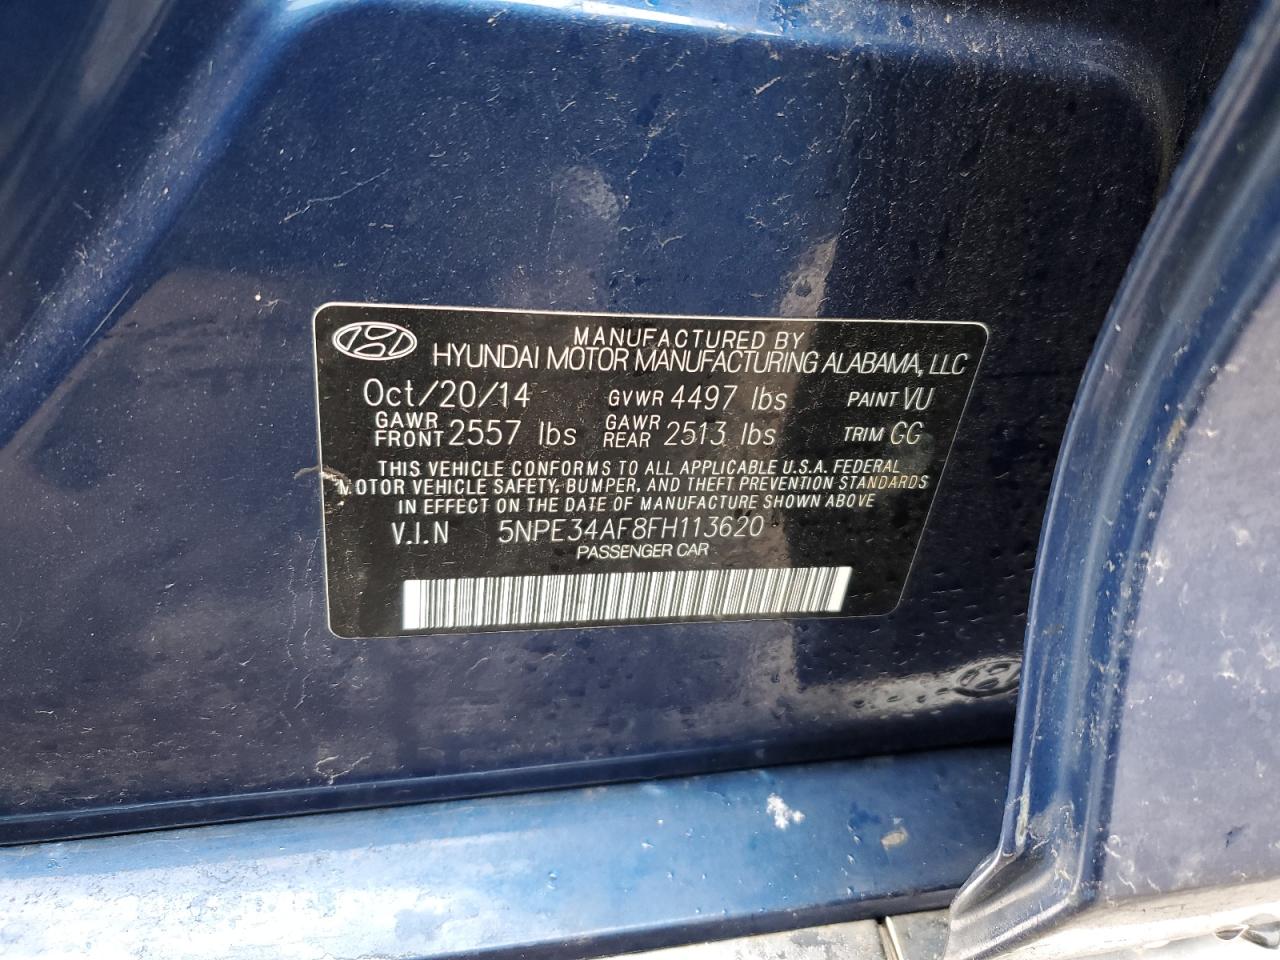 MANUFACTURED BY
HYUNDAI MOTOR MANUFACTURING ALABAMA, LLC
Oct/20/14 GVWR 4497 lbs PAINT VU
GAWR FRONT 2557 lbs GAWR REAR 2513 lbs TRIM GG
THIS VEHICLE CONFORMS TO ALL APPLICABLE U.S.A. FEDERAL
MOTOR VEHICLE SAFETY, BUMPER, AND THEFT PREVENTION STANDARDS
IN EFFECT ON THE DATE OF MANUFACTURE SHOWN ABOVE
V.I.N 5NPE34AF8FH113620
PASSENGER CAR